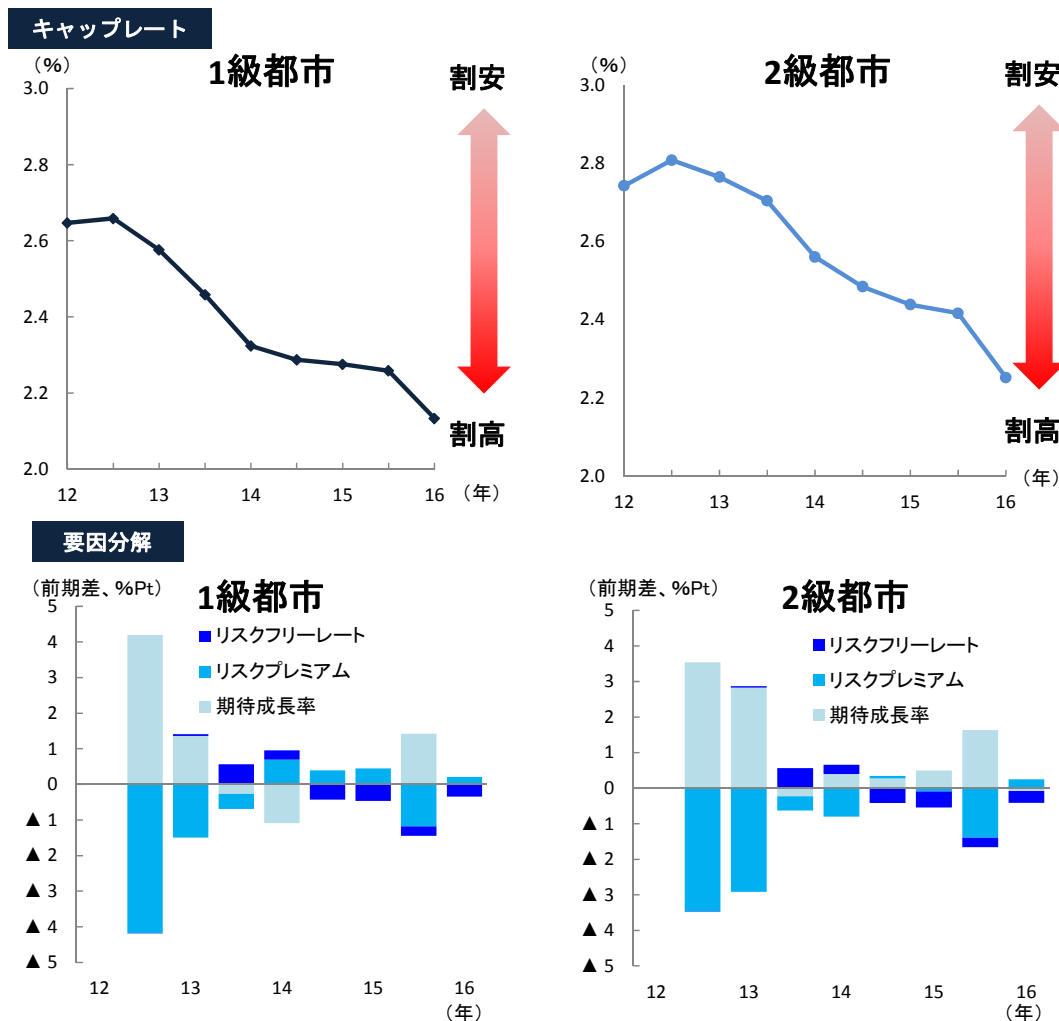 キャップレート
（%）
1級都市
割安
3.0
2.8
2.6
2.4
2.2
2.0
割高
12
13
14
15
16
（年）
（%）
2級都市
割安
3.0
2.8
2.6
2.4
2.2
2.0
割高
12
13
14
15
16
（年）
要因分解
（前期差、%Pt）
1級都市
リスクフリーレート
リスクプレミアム
期待成長率
5
4
3
2
1
0
▲ 1
▲ 2
▲ 3
▲ 4
▲ 5
12
13
14
15
16
（年）
（前期差、%Pt）
2級都市
リスクフリーレート
リスクプレミアム
期待成長率
5
4
3
2
1
0
▲ 1
▲ 2
▲ 3
▲ 4
▲ 5
12
13
14
15
16
（年）